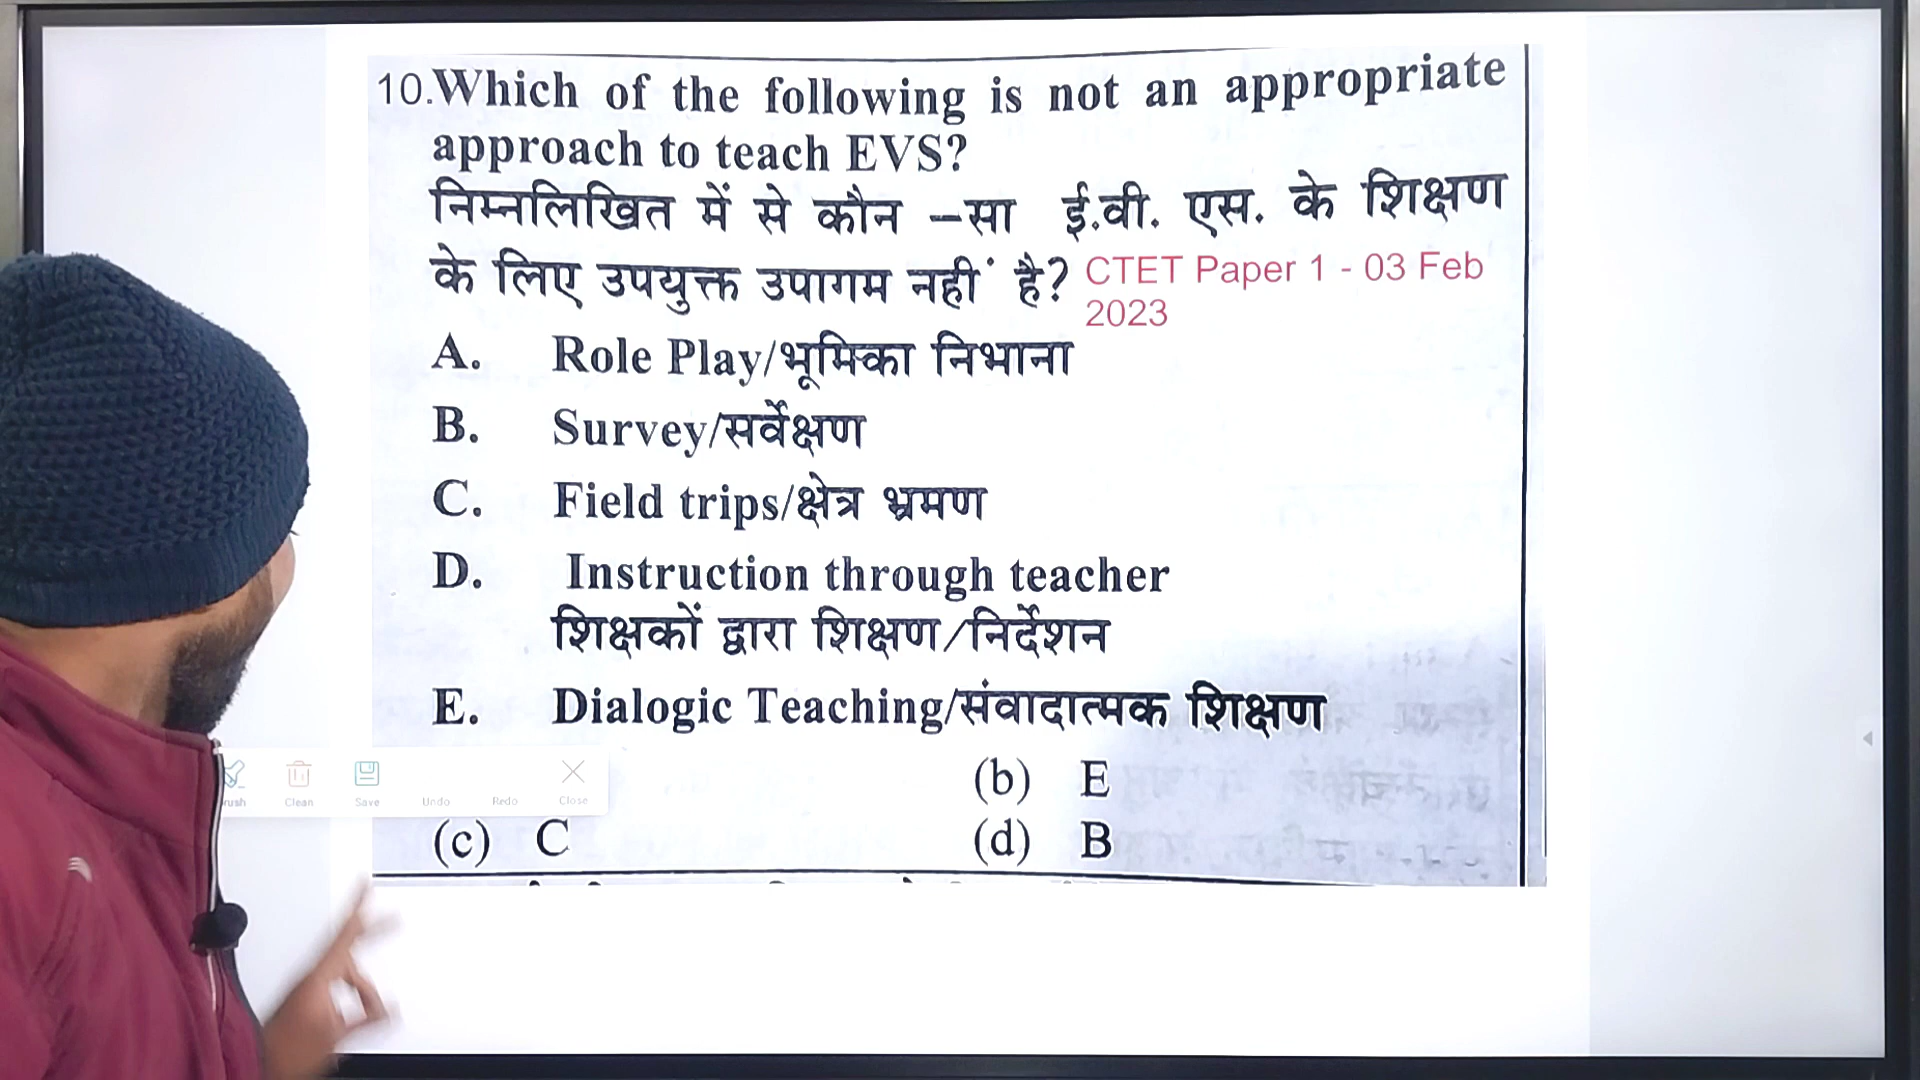 10.Which of the following is not an appropriate
approach to teach EVS?
निम्नलिखित में से कौन –सा ई.वी. एस. के शिक्षण
के लिए उपयुक्त उपागम नहीं है? CTET Paper 1 - 03 Feb
2023
A. Role Play/भूमिका निभाना
B. Survey/सर्वेक्षण
C. Field trips/क्षेत्र भ्रमण
D. Instruction through teacher
शिक्षकों द्वारा शिक्षण/निर्देशन
E. Dialogic Teaching/संवादात्मक शिक्षण
(b) E
rush Clean Save Undo Redo Close
(c) C (d) B